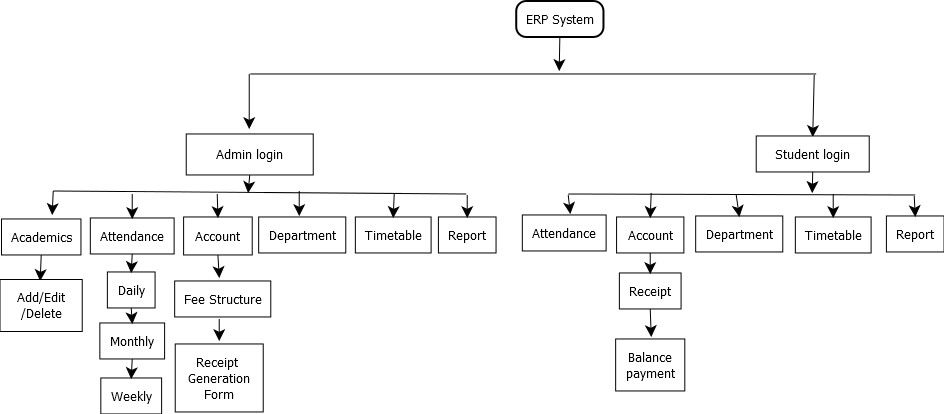 ERP System
Admin login
Student login
Academics
Attendance
Account
Department
Timetable
Report
Attendance
Account
Department
Timetable
Report
Add/Edit
/Delete
Daily
Fee Structure
Receipt
Monthly
Receipt
Generation
Form
Balance
payment
Weekly